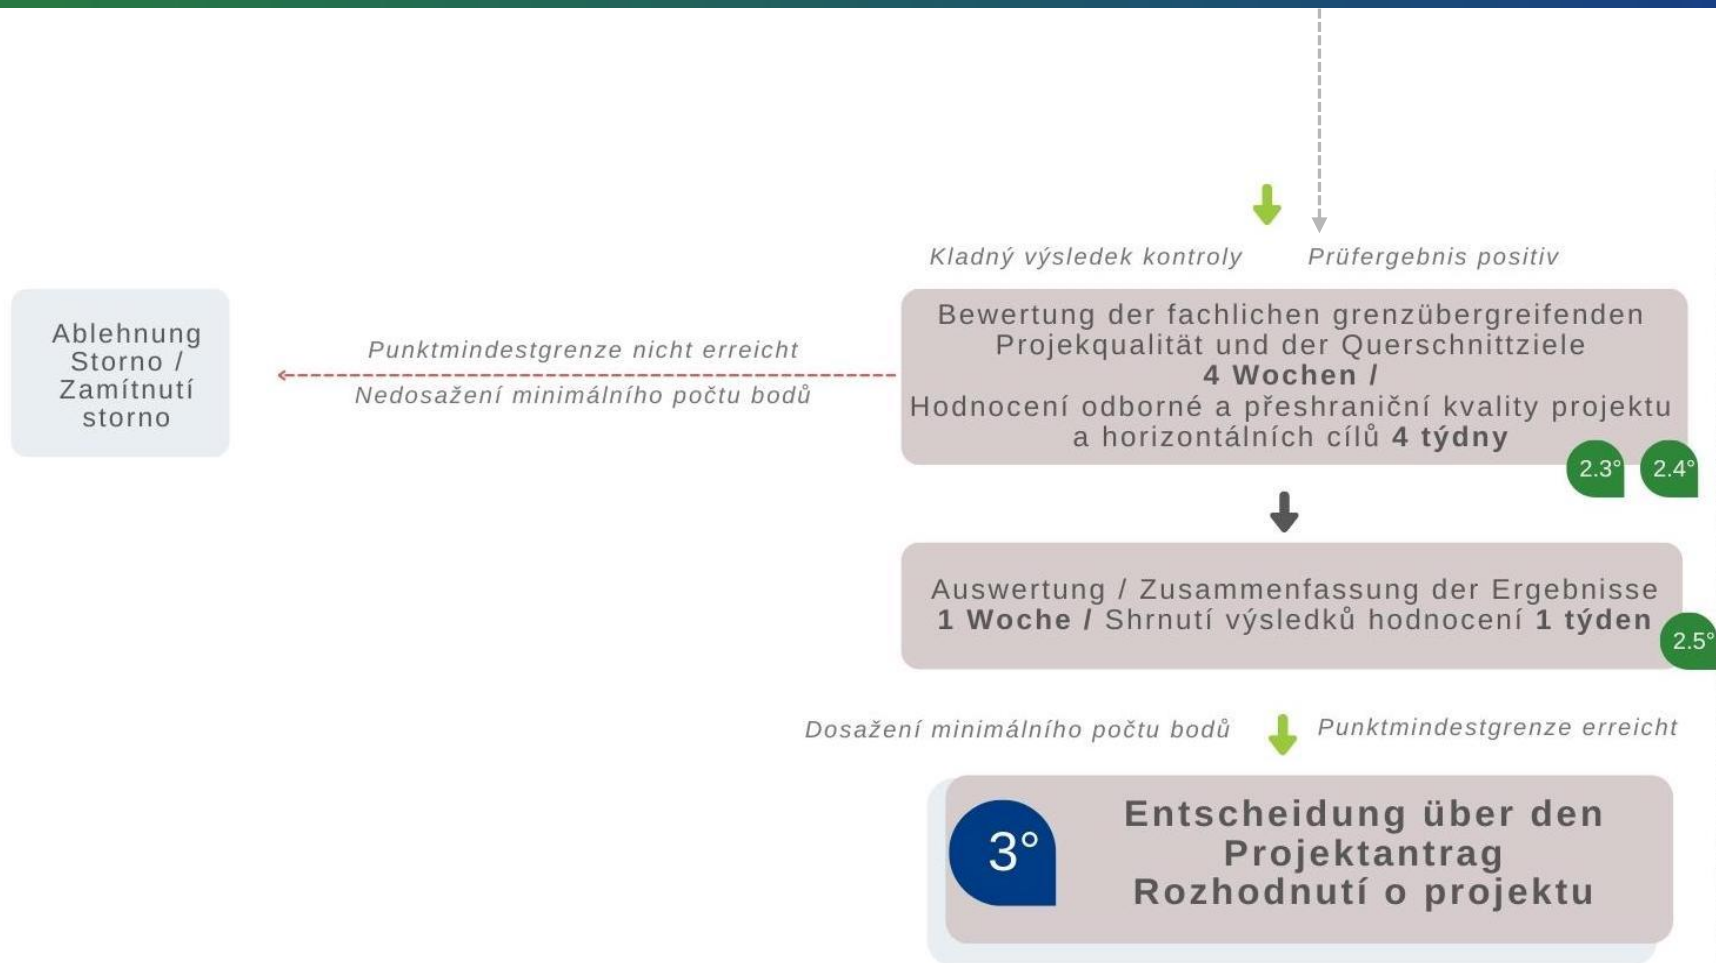 Kladný výsledek kontroly
Prüfergebnis positiv
Ablehnung
Storno /
Zamítnutí
storno
Punktmindestgrenze nicht erreicht
Nedosažení minimálního počtu bodů
Bewertung der fachlichen grenzübergreifenden
Projekqualität und der Querschnittziele
4 Wochen /
Hodnocení odborné a přeshraniční kvality projektu
a horizontálních cílů 4 týdny
2.3°
2.4°
Auswertung / Zusammenfassung der Ergebnisse
1 Woche / Shrnutí výsledků hodnocení 1 týden
2.5°
Dosažení minimálního počtu bodů
Punktmindestgrenze erreicht
3°
Entscheidung über den
Projektantrag
Rozhodnutí o projektu